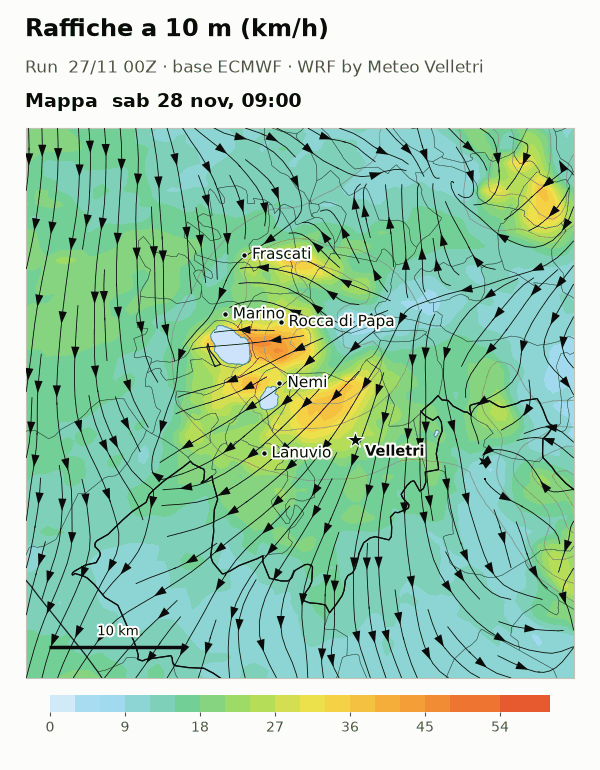 Raffiche a 10 m (km/h)
Run  27/11 00Z · base ECMWF · WRF by Meteo Velletri
Mappa  sab 28 nov, 09:00
Frascati
Marino
Rocca di Papa
Nemi
Velletri
Lanuvio
10 km
0 9 18 27 36 45 54